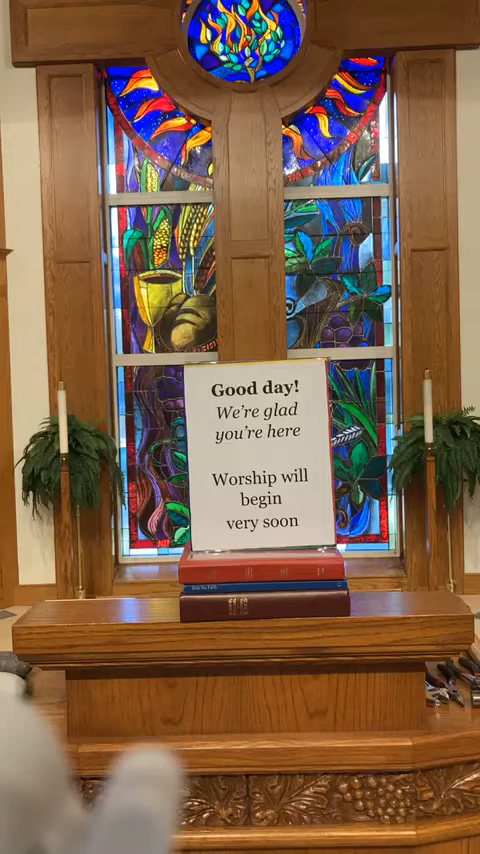 Good day!
We're glad
you're here
Worship will
begin
very soon